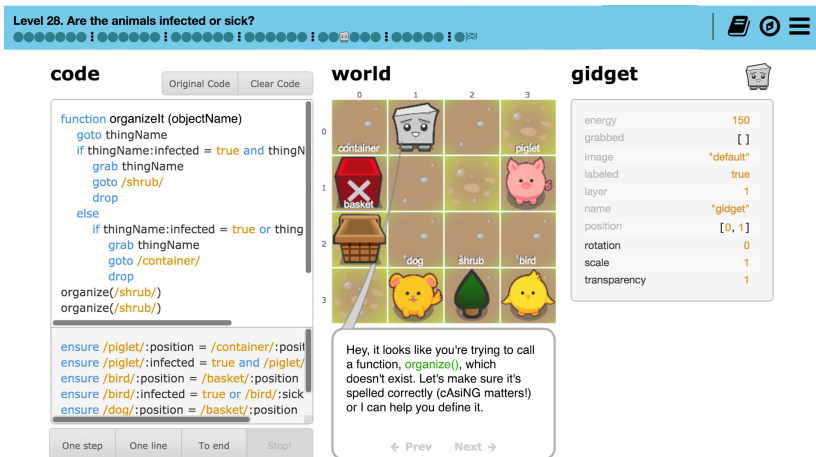 Level 28. Are the animals infected or sick?
code
Original Code
Clear Code
function organizeIt (objectName)
goto thingName
if thingName:infected = true and thingN
grab thingName
goto /shrub/
drop
else
if thingName:infected = true or thing
grab thingName
goto /container/
drop
organize(/shrub/)
organize(/shrub/)
ensure /piglet/:position = /container/:posit
ensure /piglet/:infected = true and /piglet/
ensure /bird/:position = /basket/:position
ensure /bird/:infected = true or /bird/:sick
ensure /dog/:position = /basket/:position
One step
One line
To end
Stop!
world
0 1 2 3
0
container
piglet
1
basket
2
dog
shrub
bird
3
Hey, it looks like you're trying to call
a function, organize(), which
doesn't exist. Let's make sure it's
spelled correctly (cAsiNG matters!)
or I can help you define it.
← Prev Next →
gidget
energy 150
grabbed [ ]
image "default"
labeled true
layer 1
name "gidget"
position [0, 1]
rotation 0
scale 1
transparency 1